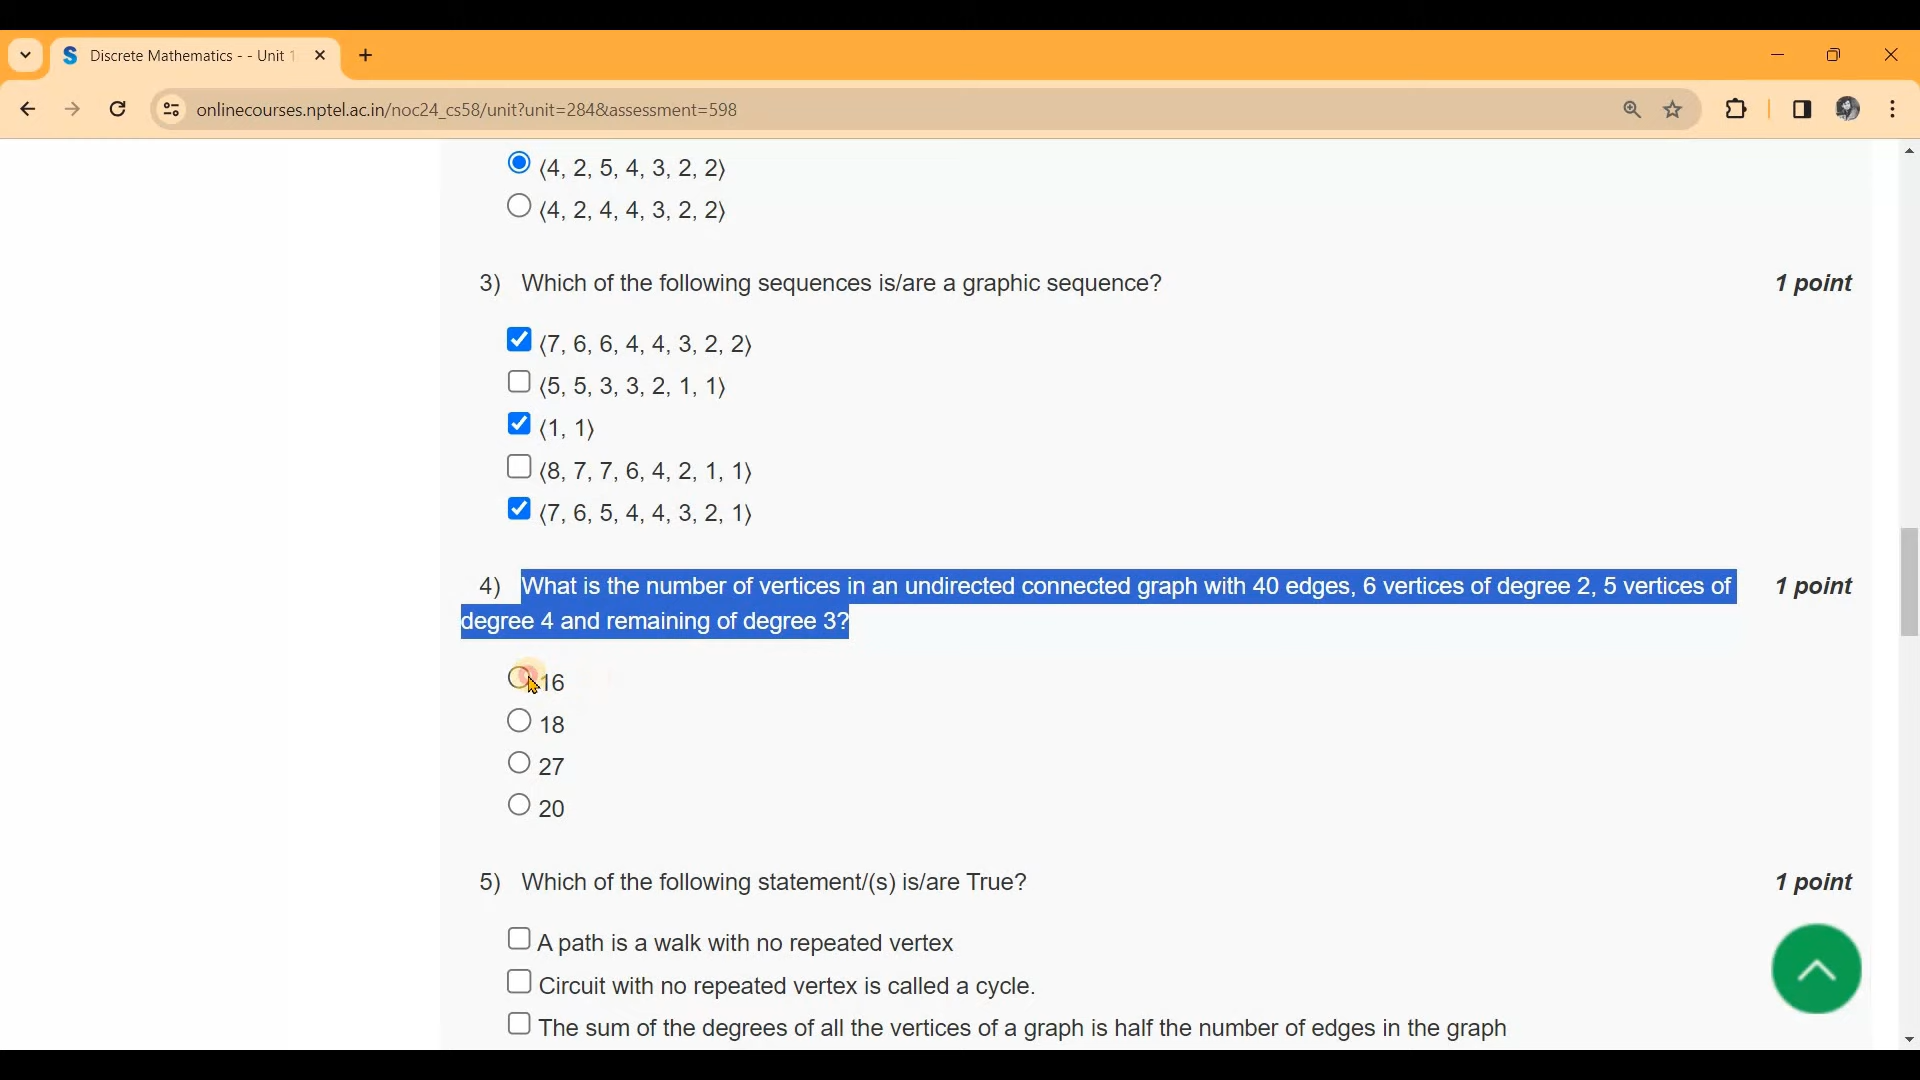 Discrete Mathematics - - Unit 1
onlinecourses.nptel.ac.in/noc24_cs58/unit?unit=284&assessment=598
⟨4, 2, 5, 4, 3, 2, 2⟩
⟨4, 2, 4, 4, 3, 2, 2⟩
3) Which of the following sequences is/are a graphic sequence? 1 point
⟨7, 6, 6, 4, 4, 3, 2, 2⟩
⟨5, 5, 3, 3, 2, 1, 1⟩
⟨1, 1⟩
⟨8, 7, 7, 6, 4, 2, 1, 1⟩
⟨7, 6, 5, 4, 4, 3, 2, 1⟩
4) What is the number of vertices in an undirected connected graph with 40 edges, 6 vertices of degree 2, 5 vertices of 1 point
degree 4 and remaining of degree 3?
16
18
27
20
5) Which of the following statement/(s) is/are True? 1 point
A path is a walk with no repeated vertex
Circuit with no repeated vertex is called a cycle.
The sum of the degrees of all the vertices of a graph is half the number of edges in the graph